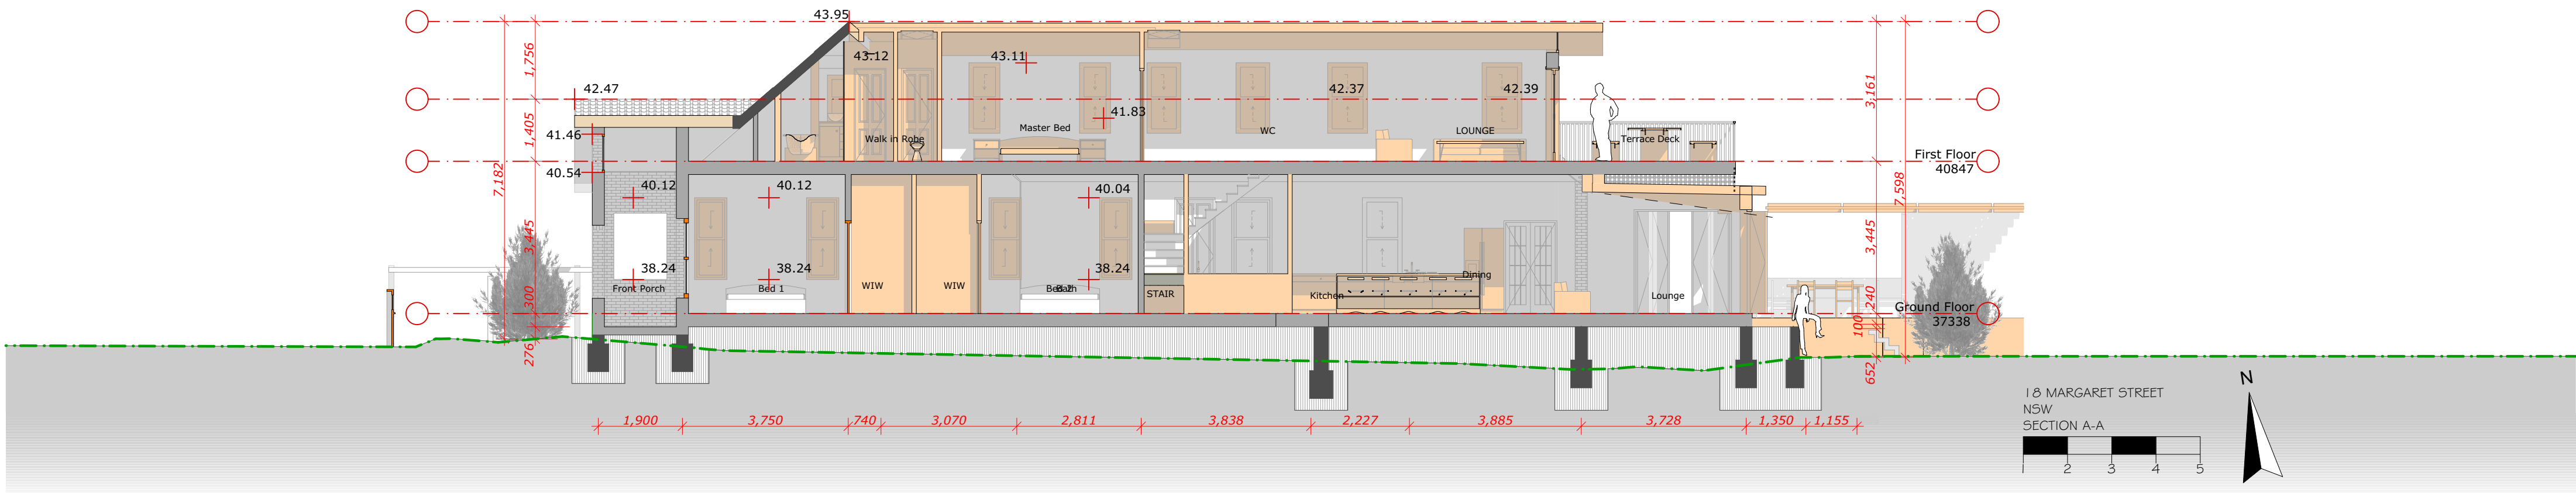 43.95
1,756
43.12
43.11
42.47
42.37
42.39
3,161
41.83
41.46
1,405
Master Bed
WC
LOUNGE
Walk in Robe
Terrace Deck
First Floor
40847
40.54
7,182
40.12
40.12
40.04
7,598
3,445
3,445
38.24
38.24
38.24
Dining
Front Porch
Bed 1
WIW
WIW
Bed 2
Bath
STAIR
Kitchen
Lounge
300
240
Ground Floor
37338
100
276
652
1,900
3,750
740
3,070
2,811
3,838
2,227
3,885
3,728
1,350
1,155
N
18 MARGARET STREET
NSW
SECTION A-A
1 2 3 4 5